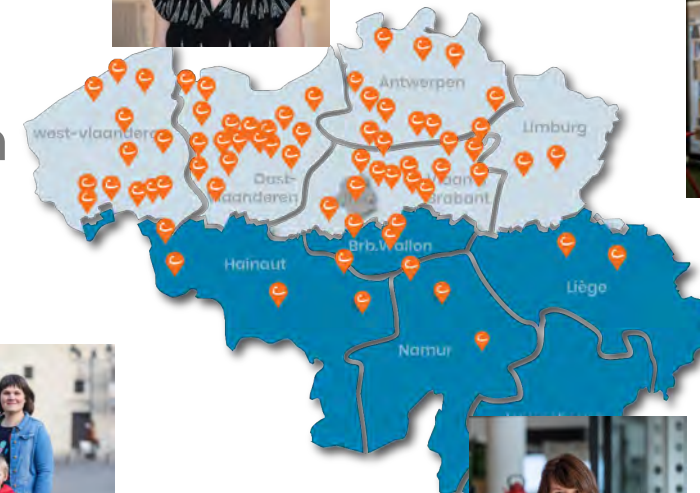 Antwerpen
west-vlaanderen
Limburg
Oost-
vlaanderen
Vlaams
Brabant
Brb.Wallon
Hainaut
Liège
Namur